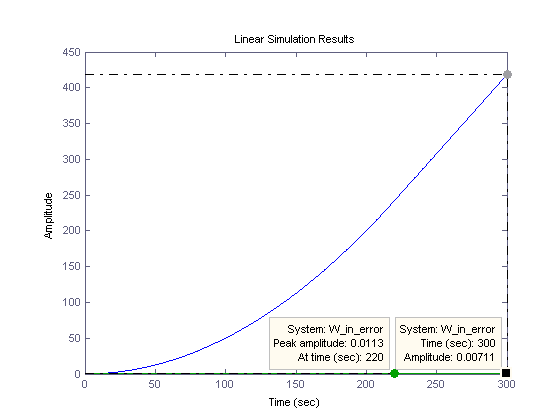 Linear Simulation Results
450
400
350
300
250
200
150
100
50
0
Amplitude
System: W_in_error
Peak amplitude: 0.0113
At time (sec): 220
System: W_in_error
Time (sec): 300
Amplitude: 0.00711
0 50 100 150 200 250 300
Time (sec)